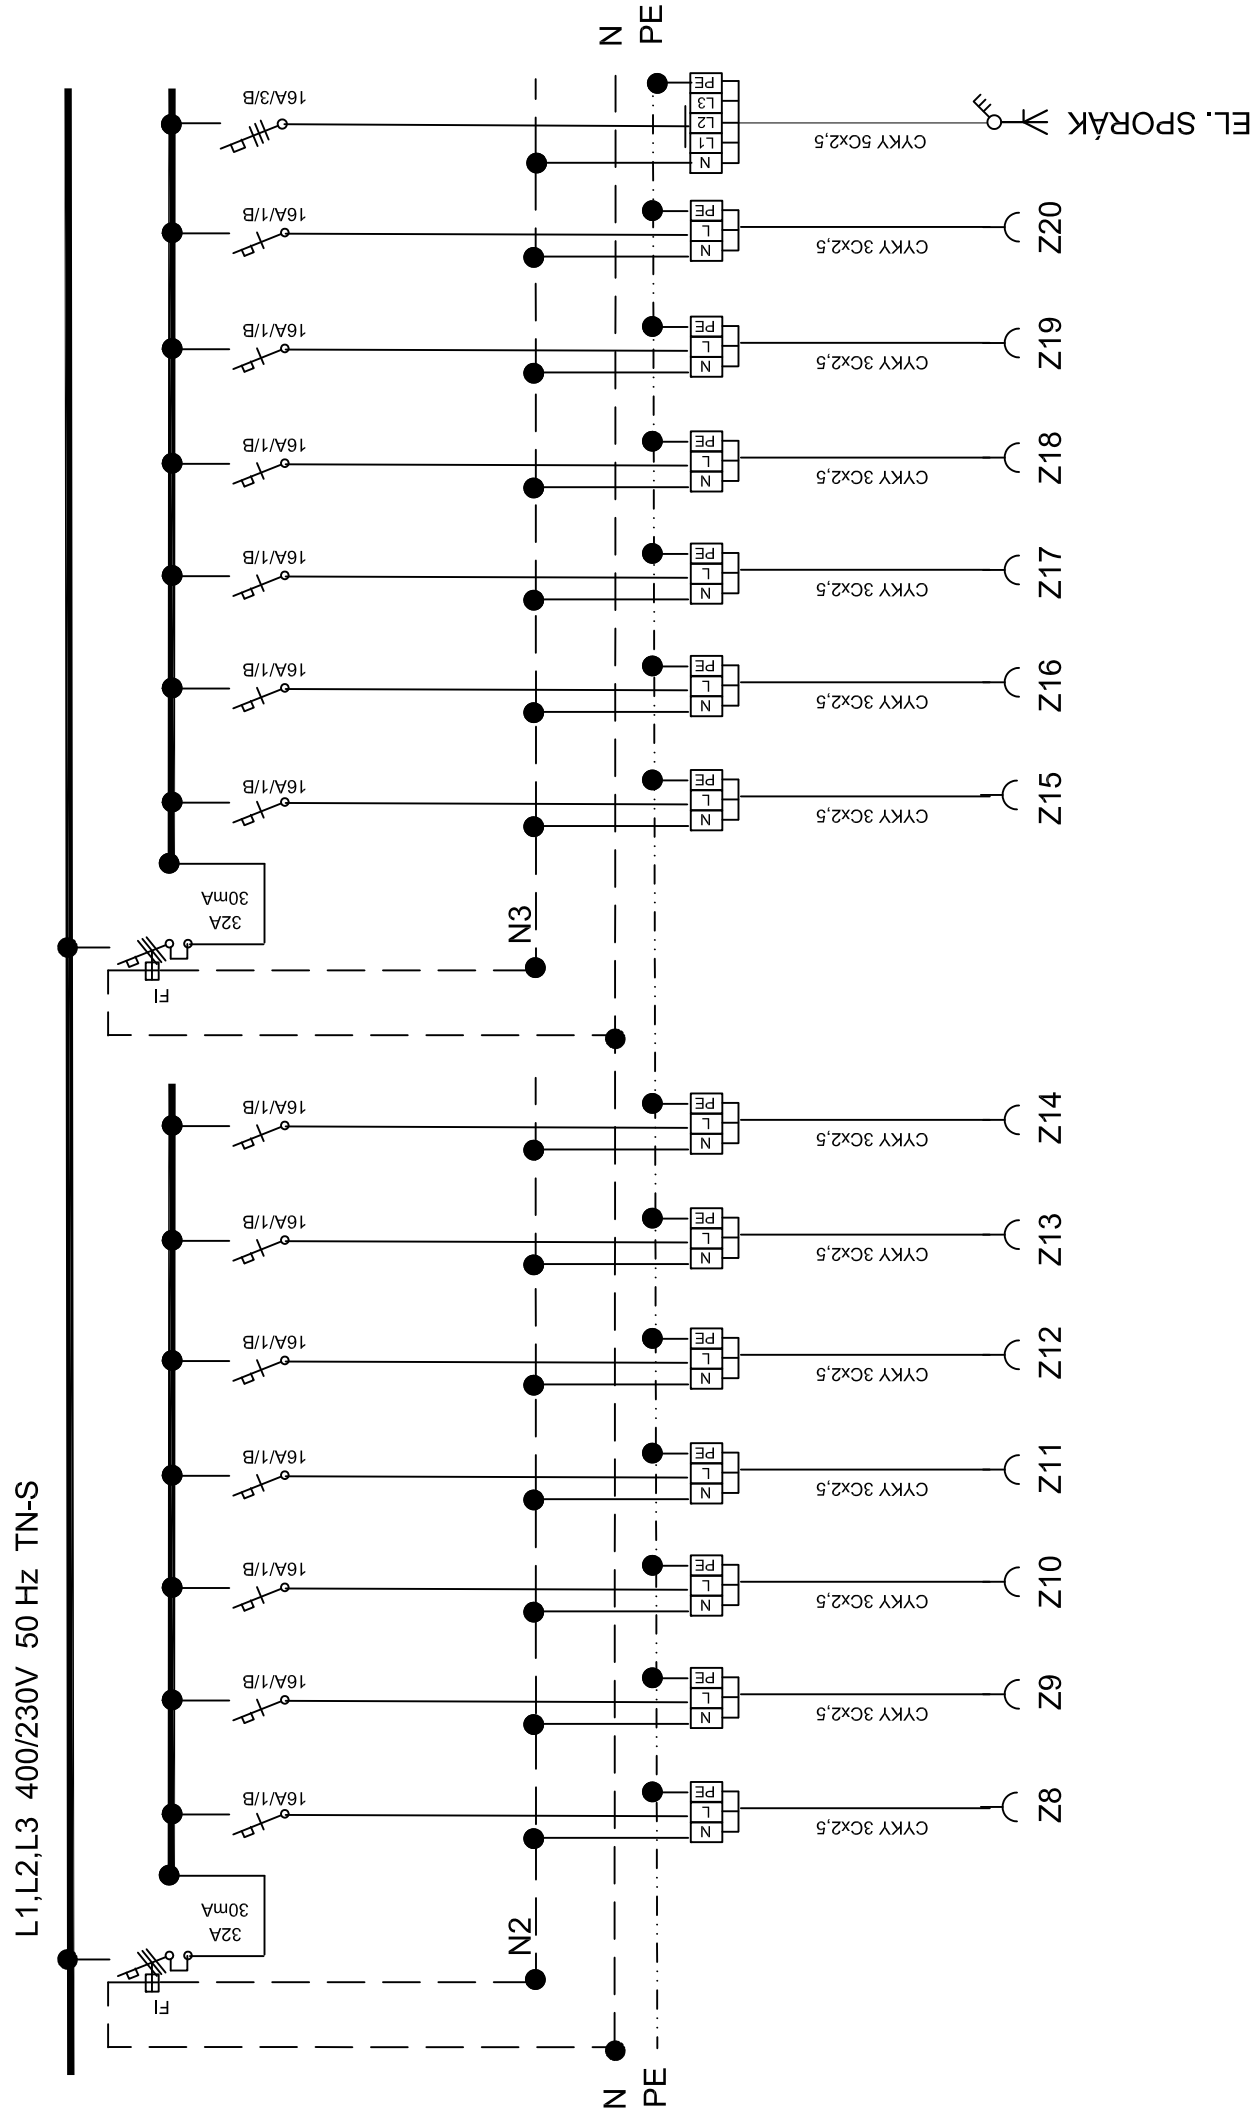 L1,L2,L3 400/230V 50 Hz TN-S
FI
32A
30mA
16A/1/B
16A/1/B
16A/1/B
16A/1/B
16A/1/B
16A/1/B
16A/1/B
FI
32A
30mA
16A/1/B
16A/1/B
16A/1/B
16A/1/B
16A/1/B
16A/1/B
16A/3/B
N2
N3
N
N
PE
PE
N L PE
N L PE
N L PE
N L PE
N L PE
N L PE
N L PE
N L PE
N L PE
N L PE
N L PE
N L PE
N L PE
N L1 L2 L3 PE
CYKY 3Cx2,5
CYKY 3Cx2,5
CYKY 3Cx2,5
CYKY 3Cx2,5
CYKY 3Cx2,5
CYKY 3Cx2,5
CYKY 3Cx2,5
CYKY 3Cx2,5
CYKY 3Cx2,5
CYKY 3Cx2,5
CYKY 3Cx2,5
CYKY 3Cx2,5
CYKY 3Cx2,5
CYKY 5Cx2,5
Z8
Z9
Z10
Z11
Z12
Z13
Z14
Z15
Z16
Z17
Z18
Z19
Z20
EL. SPORÁK